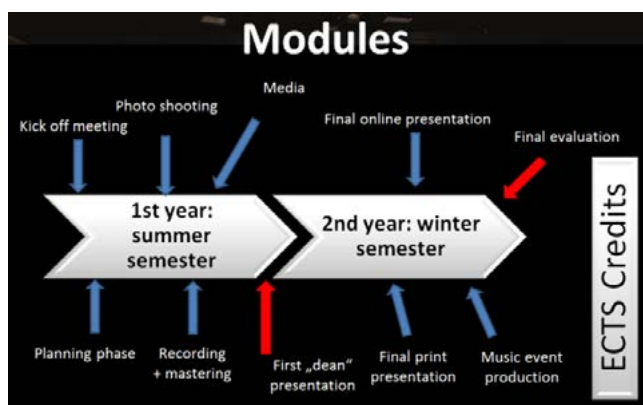 Modules
Kick off meeting
Photo shooting
Media
Final online presentation
Final evaluation
1st year:
summer
semester
2nd year: winter
semester
Planning phase
Recording
+ mastering
First „dean“
presentation
Final print
presentation
Music event
production
ECTS Credits